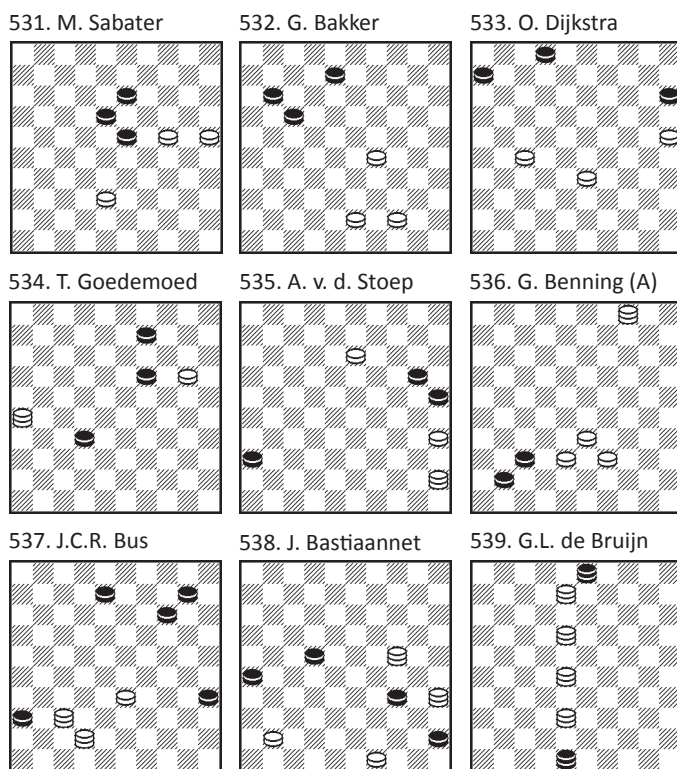 531. M. Sabater
532. G. Bakker
533. O. Dijkstra
534. T. Goedemoed
535. A. v. d. Stoep
536. G. Benning (A)
537. J.C.R. Bus
538. J. Bastiaannet
539. G.L. de Bruijn